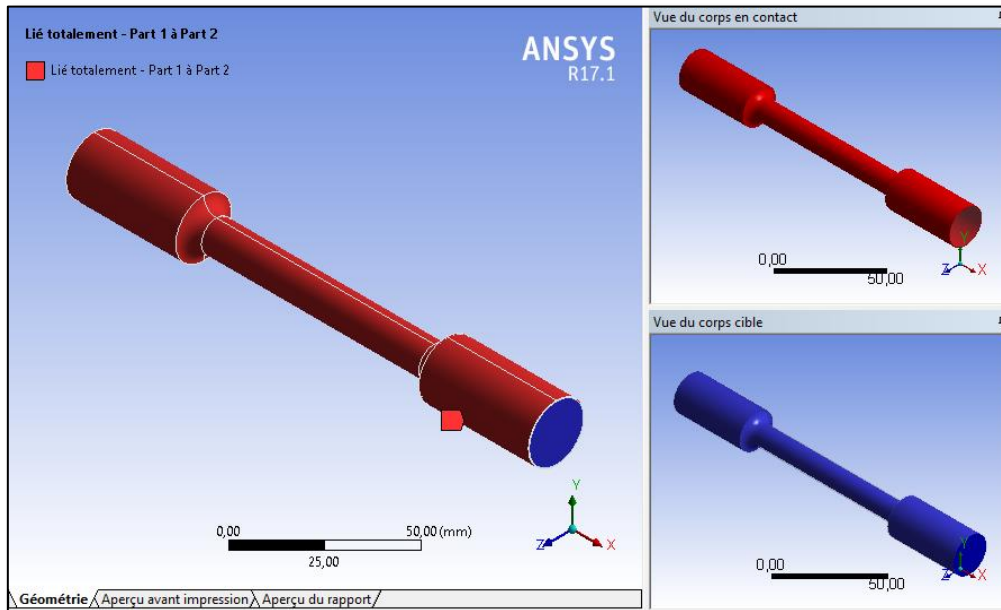 Lié totalement - Part 1 à Part 2
Lié totalement - Part 1 à Part 2
ANSYS
R17.1
Y
Z
X
0,00
50,00 (mm)
25,00
Géométrie
Aperçu avant impression
Aperçu du rapport
Vue du corps en contact
0,00
50,00
Y
Z
X
Vue du corps cible
0,00
50,00
Y
Z
X